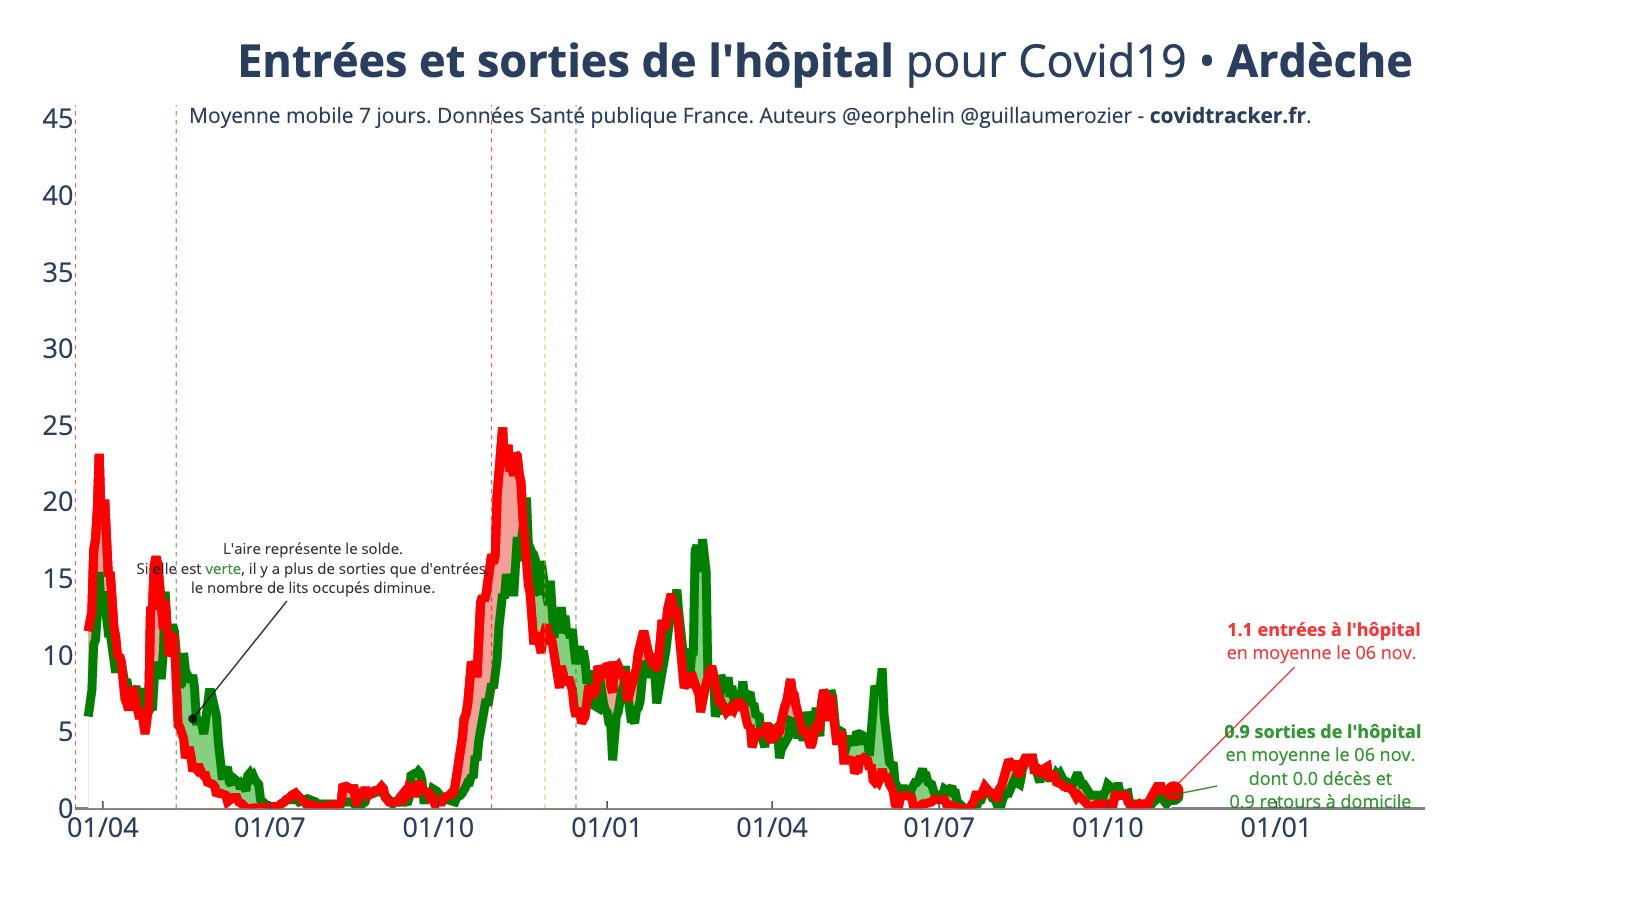 Entrées et sorties de l'hôpital pour Covid19 • Ardèche
Moyenne mobile 7 jours. Données Santé publique France. Auteurs @eorphelin @guillaumerozier - covidtracker.fr.
45
40
35
30
25
20
15
10
5
0
L'aire représente le solde.
Si elle est verte, il y a plus de sorties que d'entrées,
le nombre de lits occupés diminue.
1.1 entrées à l'hôpital
en moyenne le 06 nov.
0.9 sorties de l'hôpital
en moyenne le 06 nov.
dont 0.0 décès et
0.9 retours à domicile
01/04 01/07 01/10 01/01 01/04 01/07 01/10 01/01